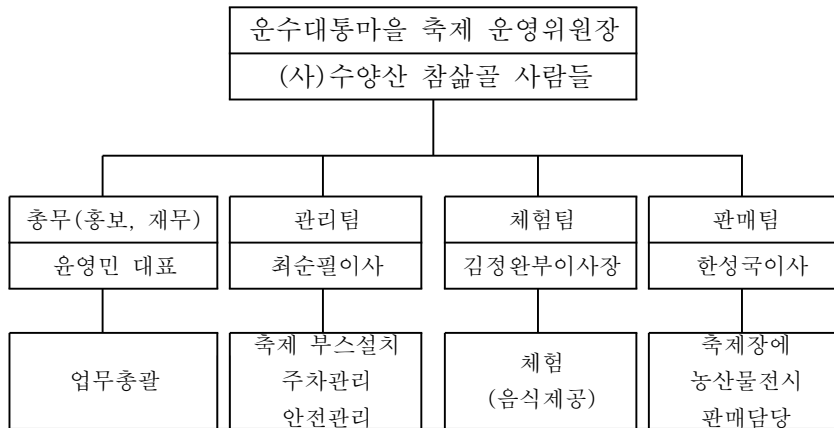 운수대통마을 축제 운영위원장
(사)수양산 참삶골 사람들
총무(홍보, 재무)
윤영민 대표
업무총괄
관리팀
최순필이사
축제 부스설치
주차관리
안전관리
체험팀
김정완부이사장
체험
(음식제공)
판매팀
한성국이사
축제장에
농산물전시
판매담당